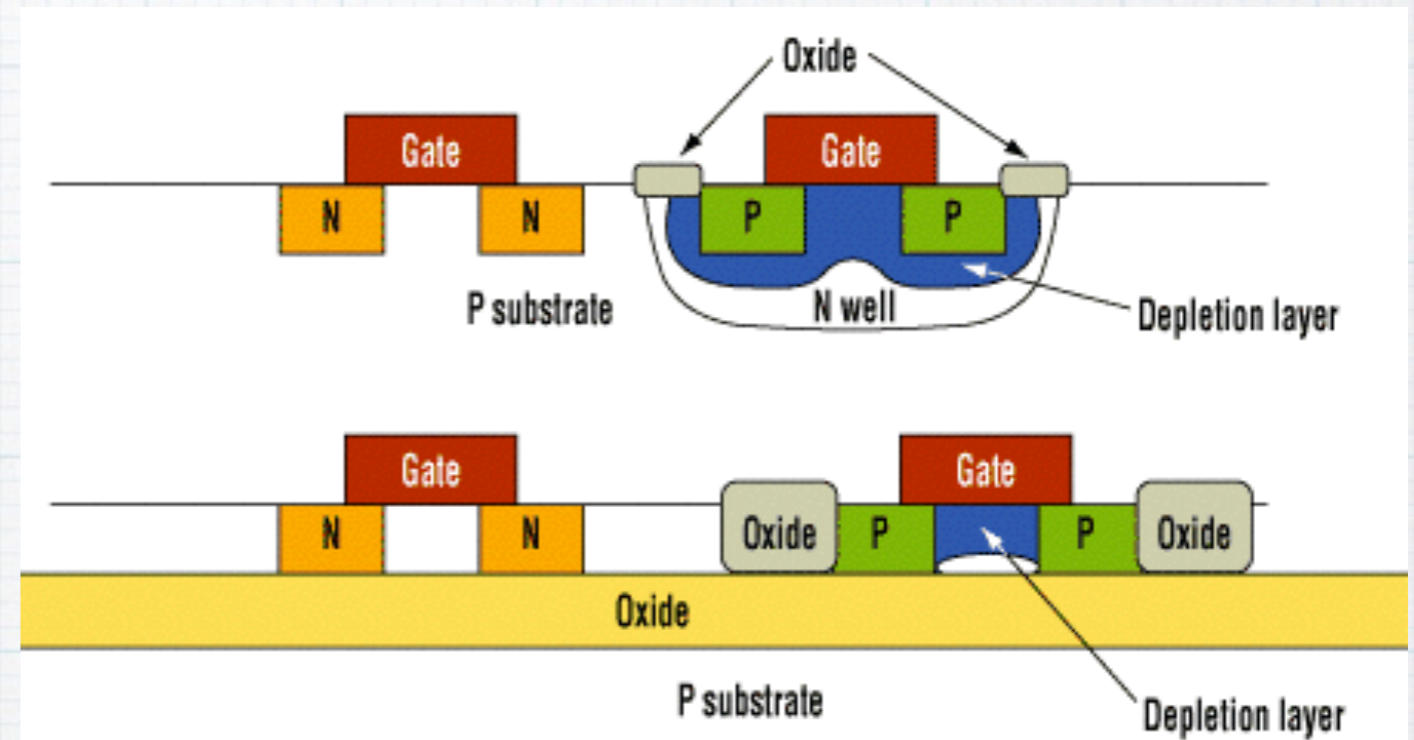 Oxide
Gate
Gate
N
N
P
P
P substrate
N well
Depletion layer
Gate
Gate
N
N
Oxide
P
P
Oxide
Oxide
P substrate
Depletion layer